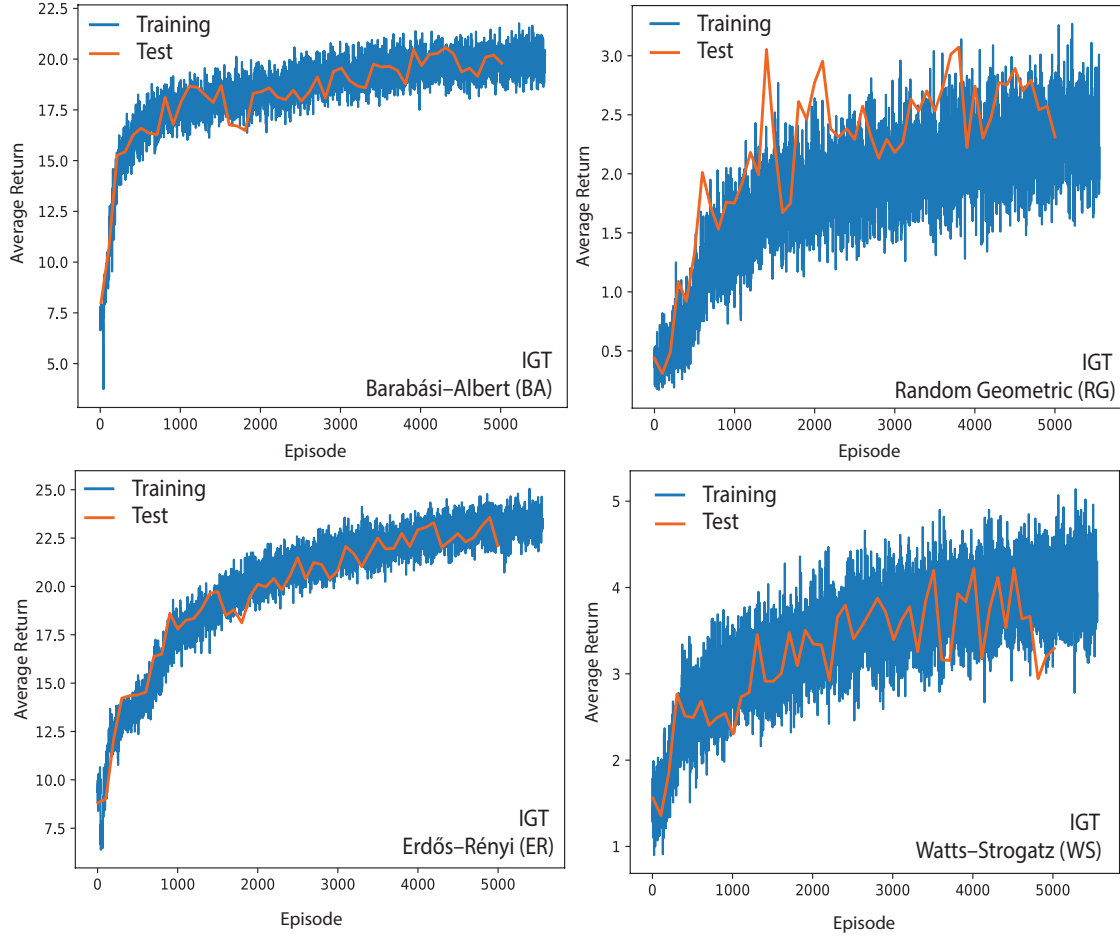 22.5
20.0
17.5
15.0
12.5
10.0
7.5
5.0
Average Return
Training
Test
IGT
Barabási–Albert (BA)
0
1000
2000
3000
4000
5000
Episode
3.0
2.5
2.0
1.5
1.0
0.5
Average Return
Training
Test
IGT
Random Geometric (RG)
0
1000
2000
3000
4000
5000
Episode
25.0
22.5
20.0
17.5
15.0
12.5
10.0
7.5
Average Return
Training
Test
IGT
Erdős–Rényi (ER)
0
1000
2000
3000
4000
5000
Episode
5
4
3
2
1
Average Return
Training
Test
IGT
Watts–Strogatz (WS)
0
1000
2000
3000
4000
5000
Episode